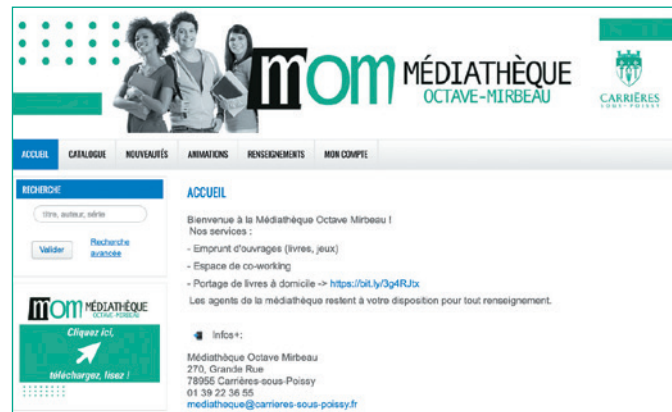 mom MÉDIATHÈQUE
OCTAVE-MIRBEAU
CARRIÈRES
SOUS-POISSY
ACCUEIL CATALOGUE NOUVEAUTÉS ANIMATIONS RENSEIGNEMENTS MON COMPTE
RECHERCHE
titre, auteur, série
Valider Recherche avancée
mom MÉDIATHÈQUE
OCTAVE-MIRBEAU
Cliquez ici,
téléchargez, lisez !
ACCUEIL
Bienvenue à la Médiathèque Octave Mirbeau !
Nos services :
- Emprunt d'ouvrages (livres, jeux)
- Espace de co-working
- Portage de livres à domicile -> https://bit.ly/3g4RJtx
Les agents de la médiathèque restent à votre disposition pour tout renseignement.
Infos+:
Médiathèque Octave Mirbeau
270, Grande Rue
78955 Carrières-sous-Poissy
01 39 22 36 55
mediatheque@carrieres-sous-poissy.fr